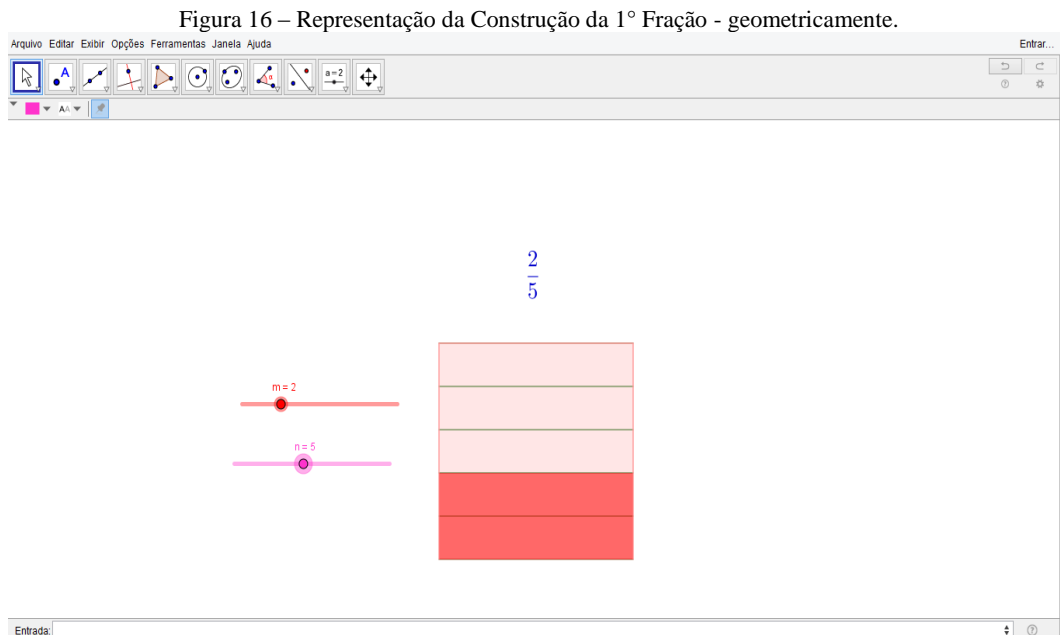 Figura 16 – Representação da Construção da 1° Fração - geometricamente.
Arquivo Editar Exibir Opções Ferramentas Janela Ajuda Entrar...
A α a=2
AA
2
5
m = 2
n = 5
Entrada: